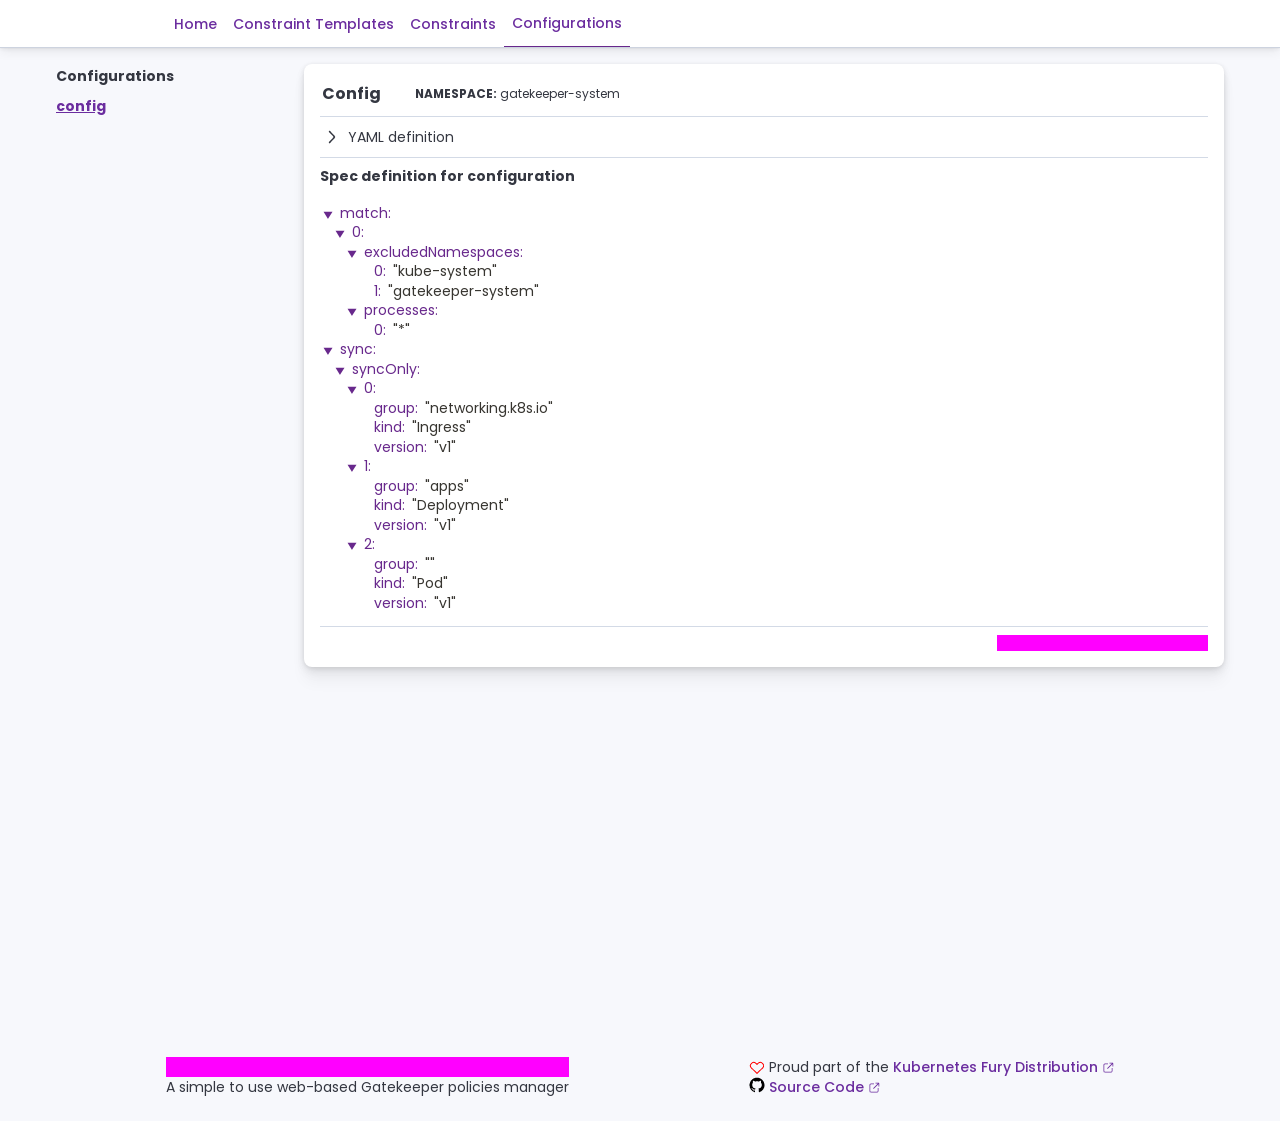 Home Constraint Templates Constraints Configurations
Configurations
config
Config NAMESPACE: gatekeeper-system
YAML definition
Spec definition for configuration
match:
0:
excludedNamespaces:
0: "kube-system"
1: "gatekeeper-system"
processes:
0: "*"
sync:
syncOnly:
0:
group: "networking.k8s.io"
kind: "Ingress"
version: "v1"
1:
group: "apps"
kind: "Deployment"
version: "v1"
2:
group: ""
kind: "Pod"
version: "v1"
A simple to use web-based Gatekeeper policies manager
Proud part of the Kubernetes Fury Distribution
Source Code